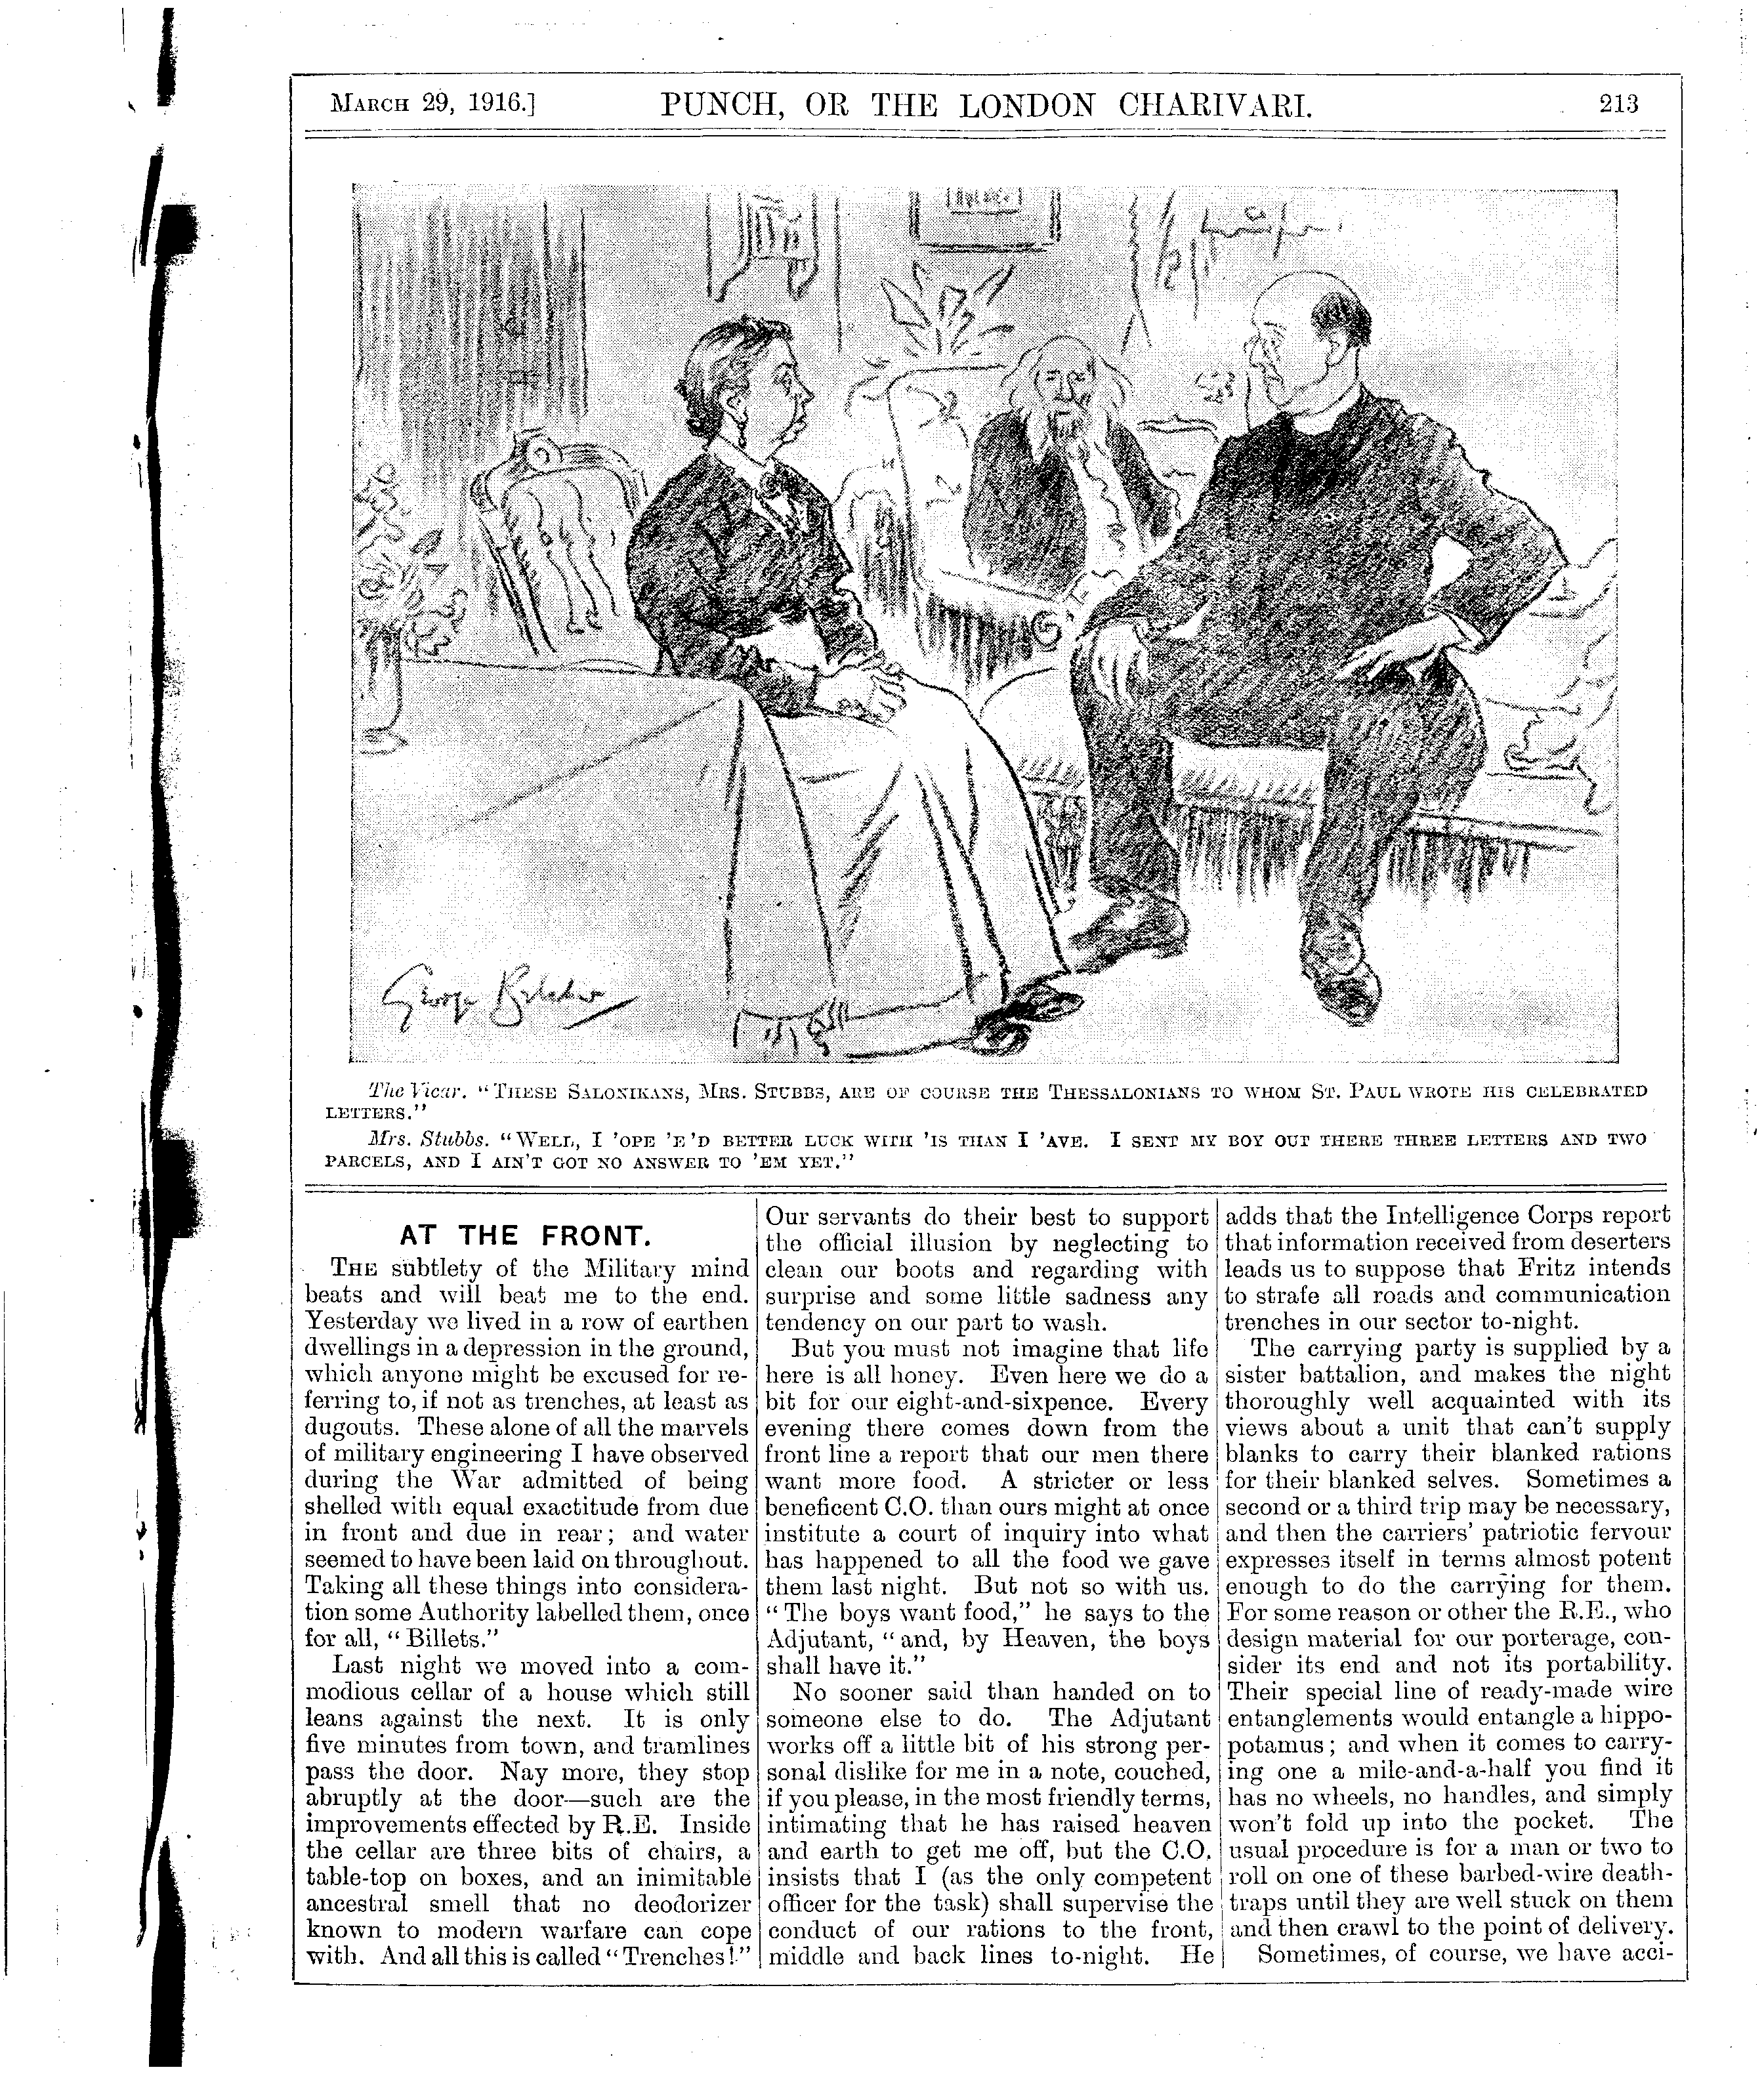 MARCH 29, 1916.]
PUNCH, OR THE LONDON CHARIVARI.
213
George Belcher
The Vicar. "THESE SALONIKANS, MRS. STUBBS, ARE OF COURSE THE THESSALONIANS TO WHOM ST. PAUL WROTE HIS CELEBRATED
LETTERS."
Mrs. Stubbs. "WELL, I 'OPE 'E'D BETTER LUCK WITH 'IS THAN I 'AVE. I SENT MY BOY OUT THERE THREE LETTERS AND TWO
PARCELS, AND I AIN'T GOT NO ANSWER TO 'EM YET."
AT THE FRONT.
THE subtlety of the Military mind
beats and will beat me to the end.
Yesterday we lived in a row of earthen
dwellings in a depression in the ground,
which anyone might be excused for re-
ferring to, if not as trenches, at least as
dugouts. These alone of all the marvels
of military engineering I have observed
during the War admitted of being
shelled with equal exactitude from due
in front and due in rear; and water
seemed to have been laid on throughout.
Taking all these things into considera-
tion some Authority labelled them, once
for all, "Billets."
Last night we moved into a com-
modious cellar of a house which still
leans against the next. It is only
five minutes from town, and tramlines
pass the door. Nay more, they stop
abruptly at the door—such are the
improvements effected by R.E. Inside
the cellar are three bits of chairs, a
table-top on boxes, and an inimitable
ancestral smell that no deodorizer
known to modern warfare can cope
with. And all this is called "Trenches!"
Our servants do their best to support
the official illusion by neglecting to
clean our boots and regarding with
surprise and some little sadness any
tendency on our part to wash.
But you must not imagine that life
here is all honey. Even here we do a
bit for our eight-and-sixpence. Every
evening there comes down from the
front line a report that our men there
want more food. A stricter or less
beneficent C.O. than ours might at once
institute a court of inquiry into what
has happened to all the food we gave
them last night. But not so with us.
"The boys want food," he says to the
Adjutant, "and, by Heaven, the boys
shall have it."
No sooner said than handed on to
someone else to do. The Adjutant
works off a little bit of his strong per-
sonal dislike for me in a note, couched,
if you please, in the most friendly terms,
intimating that he has raised heaven
and earth to get me off, but the C.O.
insists that I (as the only competent
officer for the task) shall supervise the
conduct of our rations to the front,
middle and back lines to-night. He
adds that the Intelligence Corps report
that information received from deserters
leads us to suppose that Fritz intends
to strafe all roads and communication
trenches in our sector to-night.
The carrying party is supplied by a
sister battalion, and makes the night
thoroughly well acquainted with its
views about a unit that can't supply
blanks to carry their blanked rations
for their blanked selves. Sometimes a
second or a third trip may be necessary,
and then the carriers' patriotic fervour
expresses itself in terms almost potent
enough to do the carrying for them.
For some reason or other the R.E., who
design material for our porterage, con-
sider its end and not its portability.
Their special line of ready-made wire
entanglements would entangle a hippo-
potamus; and when it comes to carry-
ing one a mile-and-a-half you find it
has no wheels, no handles, and simply
won't fold up into the pocket. The
usual procedure is for a man or two to
roll on one of these barbed-wire death-
traps until they are well stuck on them
and then crawl to the point of delivery.
Sometimes, of course, we have acci-